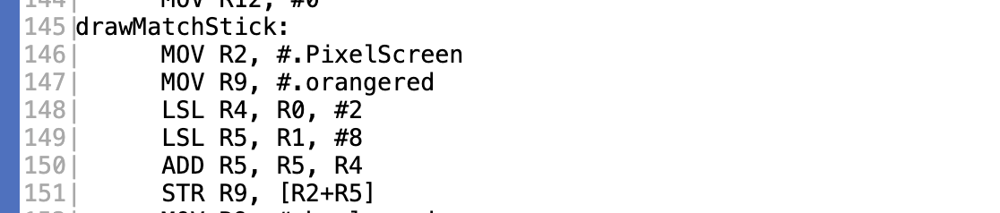 144|      MOV R12, #0
145|drawMatchStick:
146|      MOV R2, #.PixelScreen
147|      MOV R9, #.orangered
148|      LSL R4, R0, #2
149|      LSL R5, R1, #8
150|      ADD R5, R5, R4
151|      STR R9, [R2+R5]